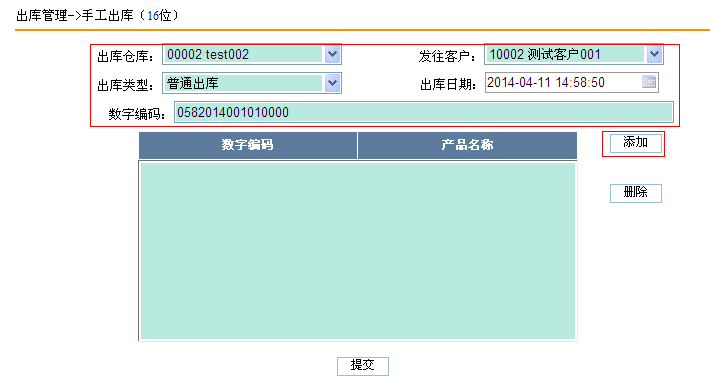 出库管理->手工出库（16位）
出库仓库： 00002 test002 发往客户： 10002 测试客户001
出库类型： 普通出库 出库日期： 2014-04-11 14:58:50
数字编码： 0582014001010000
数字编码 产品名称 添加
删除
提交